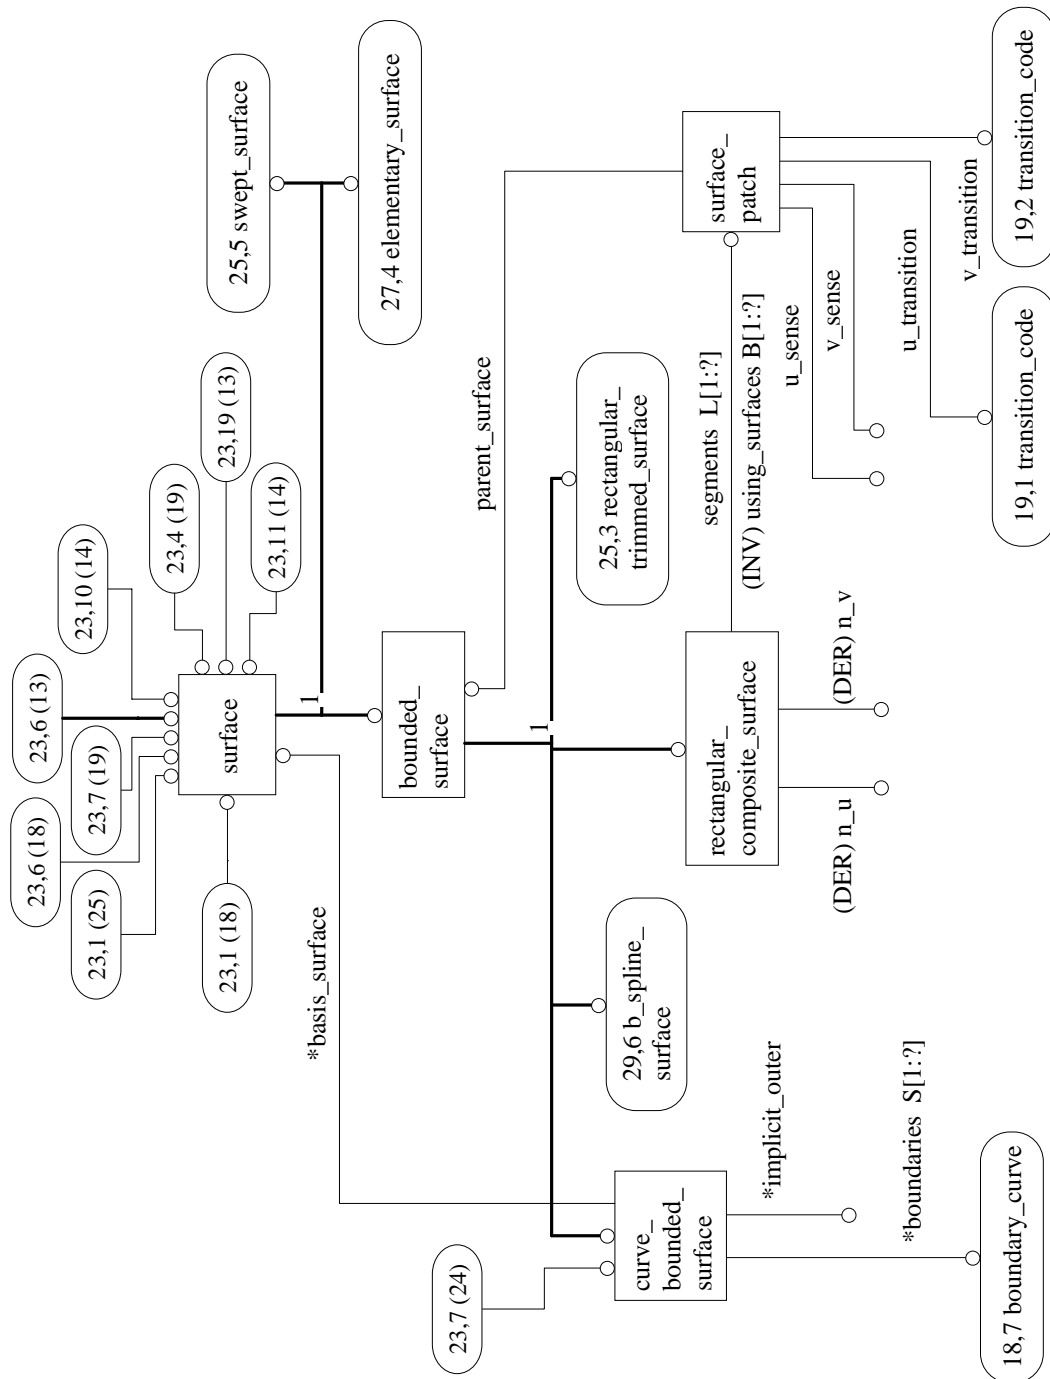 23,6 (18)
23,6 (13)
23,1 (25)
23,7 (19)
23,10 (14)
23,4 (19)
23,1 (18)
surface
23,19 (13)
23,11 (14)
25,5 swept_surface
*basis_surface
1
27,4 elementary_surface
bounded_
surface
23,7 (24)
parent_surface
1
29,6 b_spline_
surface
25,3 rectangular_
trimmed_surface
curve_
bounded_
surface
rectangular_
composite_surface
segments L[1:?]
(INV) using_surfaces B[1:?]
surface_
patch
*implicit_outer
(DER) n_u
(DER) n_v
u_sense
v_sense
u_transition
v_transition
*boundaries S[1:?]
18,7 boundary_curve
19,1 transition_code
19,2 transition_code